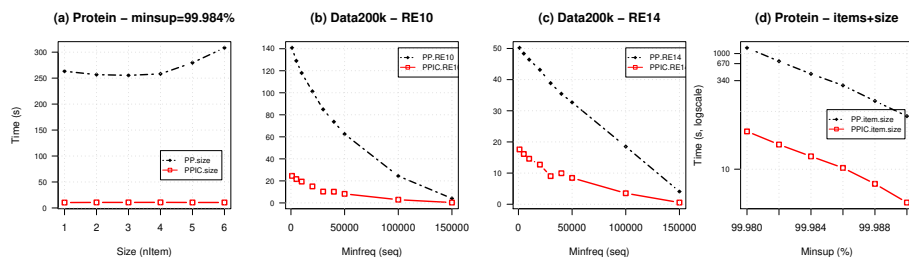 (a) Protein − minsup=99.984%
Time (s)
300
250
200
150
100
50
0
PP.size
PPIC.size
1 2 3 4 5 6
Size (nItem)
(b) Data200k − RE10
140
120
100
80
60
40
20
0
PP.RE10
PPIC.RE10
0 50000 100000 150000
Minfreq (seq)
(c) Data200k − RE14
50
40
30
20
10
0
PP.RE14
PPIC.RE1
0 50000 100000 150000
Minfreq (seq)
(d) Protein − items+size
Time (s, logscale)
1000
670
340
10
PP.item.size
PPIC.item.size
99.980 99.984 99.988
Minsup (%)